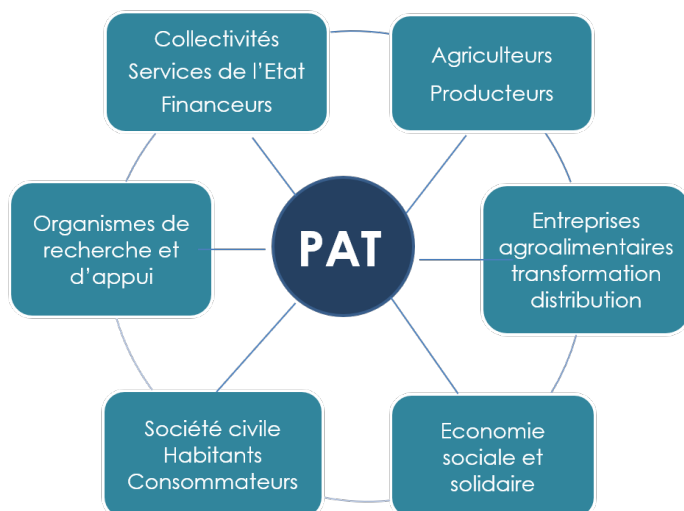 Collectivités
Services de l'Etat
Financeurs
Agriculteurs
Producteurs
Organismes de
recherche et
d'appui
PAT
Entreprises
agroalimentaires
transformation
distribution
Société civile
Habitants
Consommateurs
Economie
sociale et
solidaire